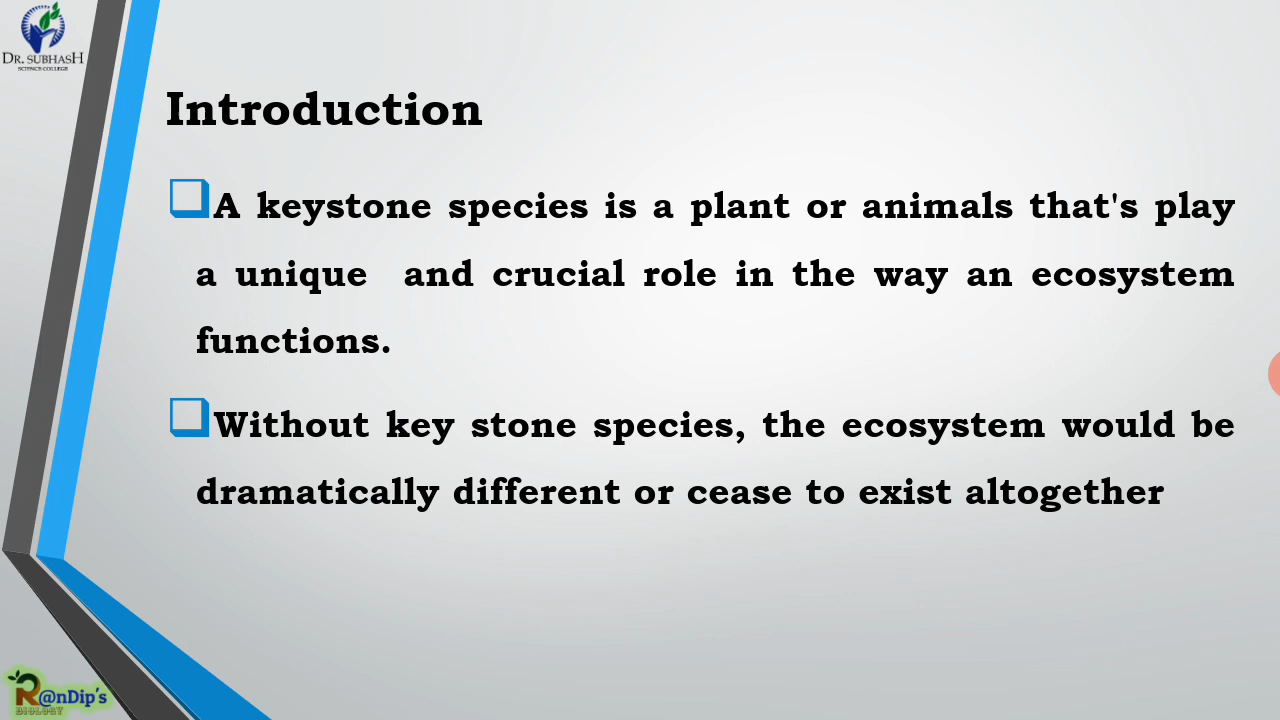 DR. SUBHASH
SCIENCE COLLEGE
Introduction
A keystone species is a plant or animals that's play
a unique and crucial role in the way an ecosystem
functions.
Without key stone species, the ecosystem would be
dramatically different or cease to exist altogether
R@nDip's
BIOLOGY